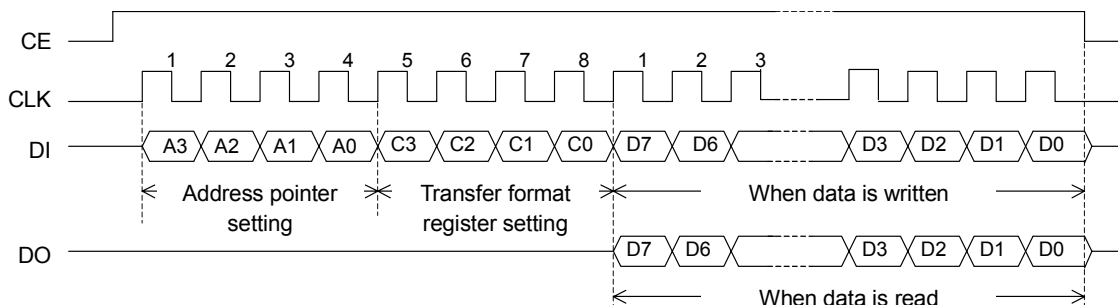 CE
1 2 3 4 5 6 7 8 1 2 3
CLK
DI A3 A2 A1 A0 C3 C2 C1 C0 D7 D6 D3 D2 D1 D0
Address pointer Transfer format When data is written
setting register setting
DO D7 D6 D3 D2 D1 D0
When data is read